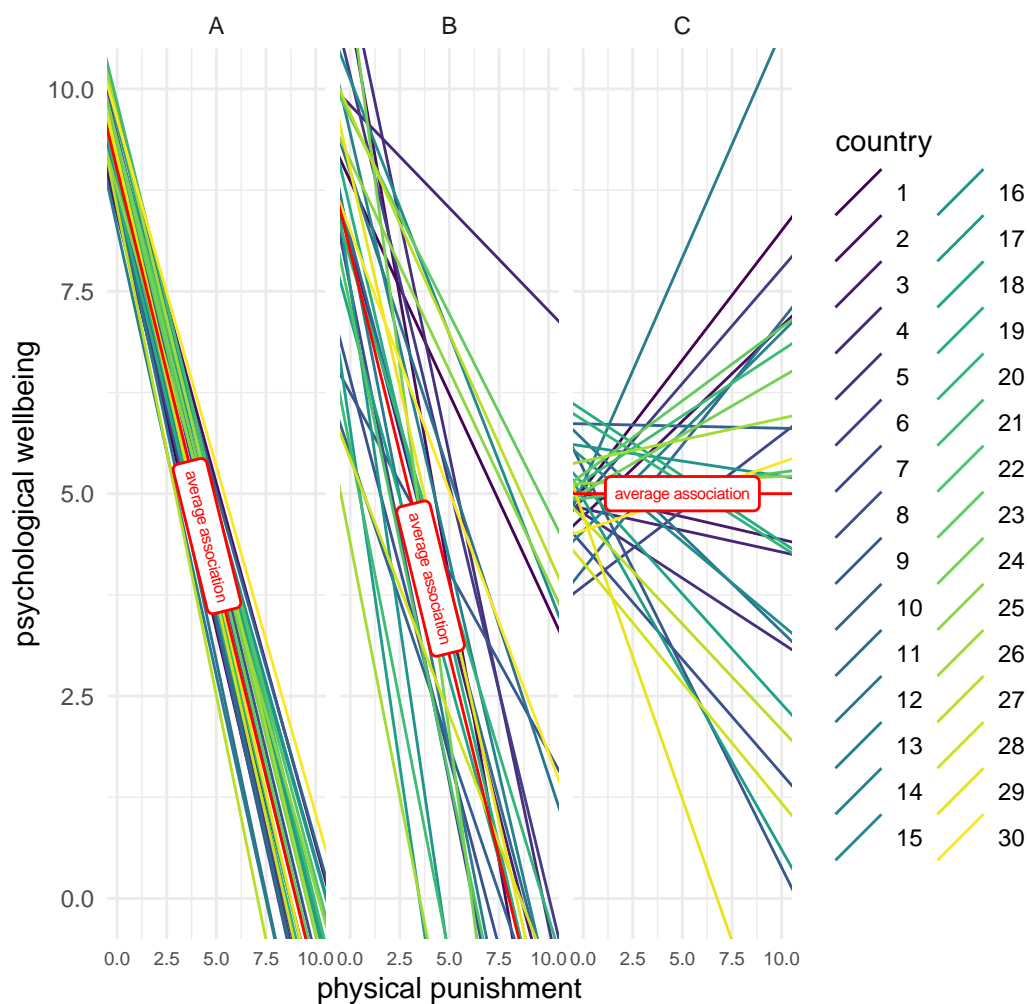 A B C
10.0
7.5
5.0
2.5
0.0
psychological wellbeing
average association
average association
average association
0.0 2.5 5.0 7.5 10.0 0.0 2.5 5.0 7.5 10.0 0.0 2.5 5.0 7.5 10.0
physical punishment
country
1 16
2 17
3 18
4 19
5 20
6 21
7 22
8 23
9 24
10 25
11 26
12 27
13 28
14 29
15 30